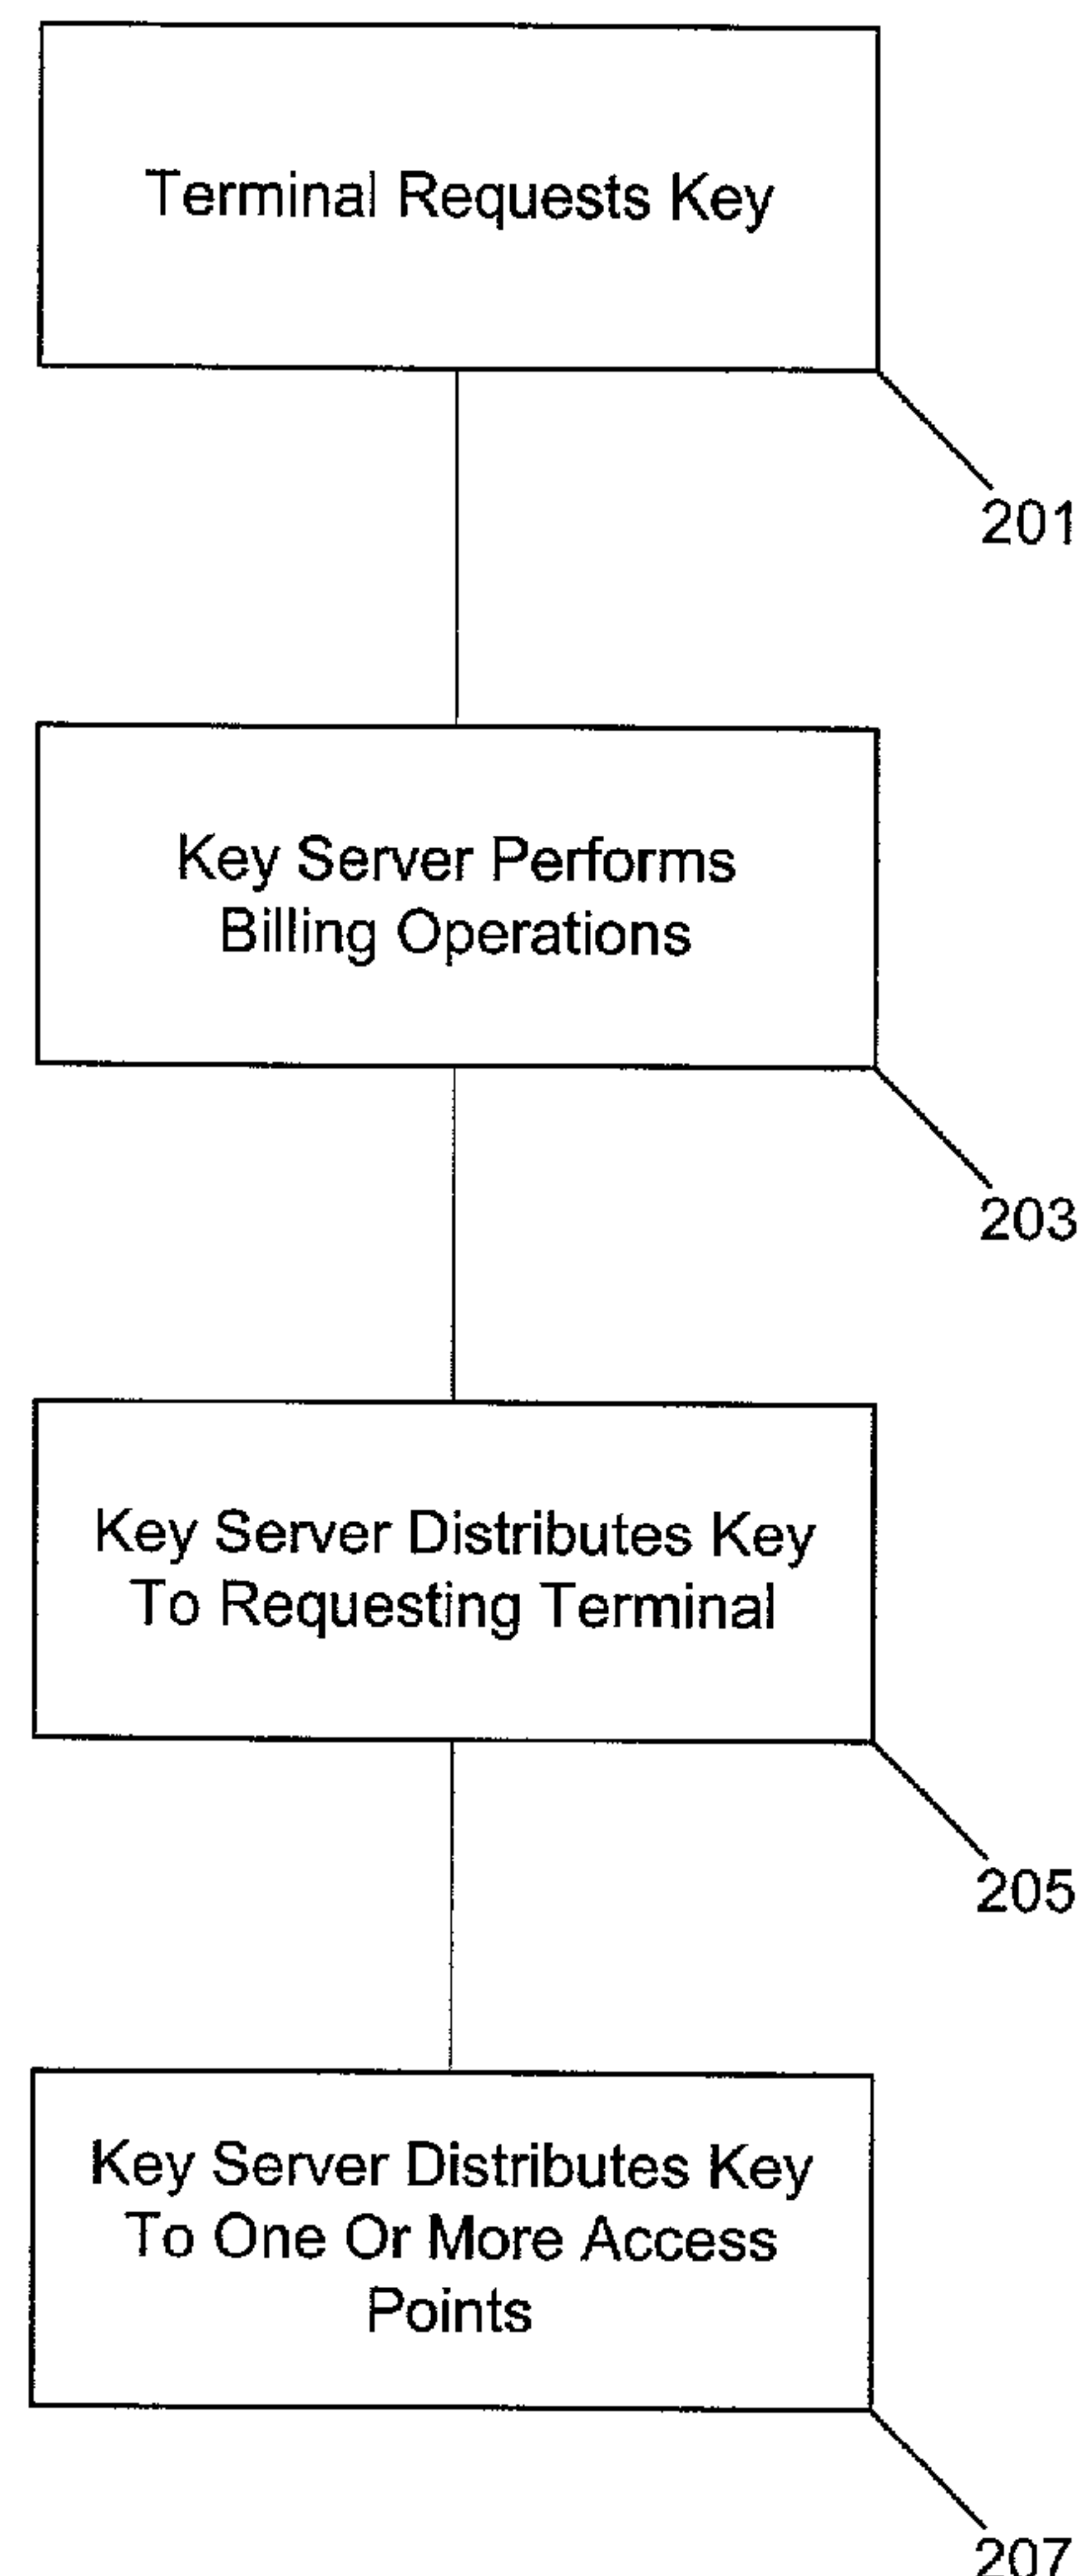 Terminal Requests Key
201
Key Server Performs
Billing Operations
203
Key Server Distributes Key
To Requesting Terminal
205
Key Server Distributes Key
To One Or More Access
Points
207